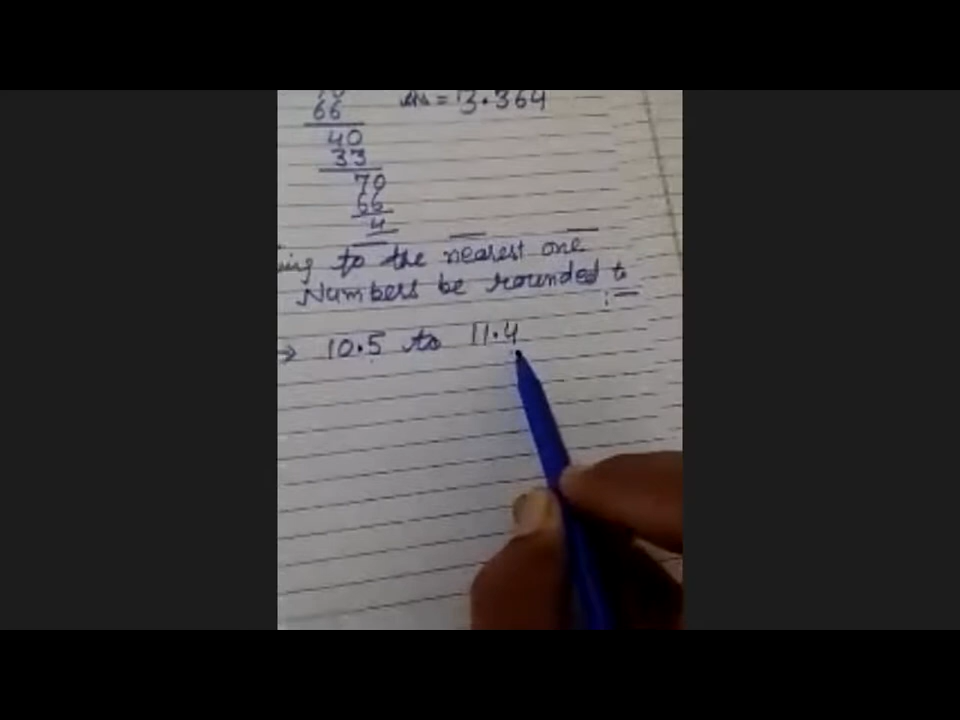 66
Ans = 3.364
40
33
70
66
4
to the nearest one
Numbers be rounded to :-
→ 10.5 to 11.4